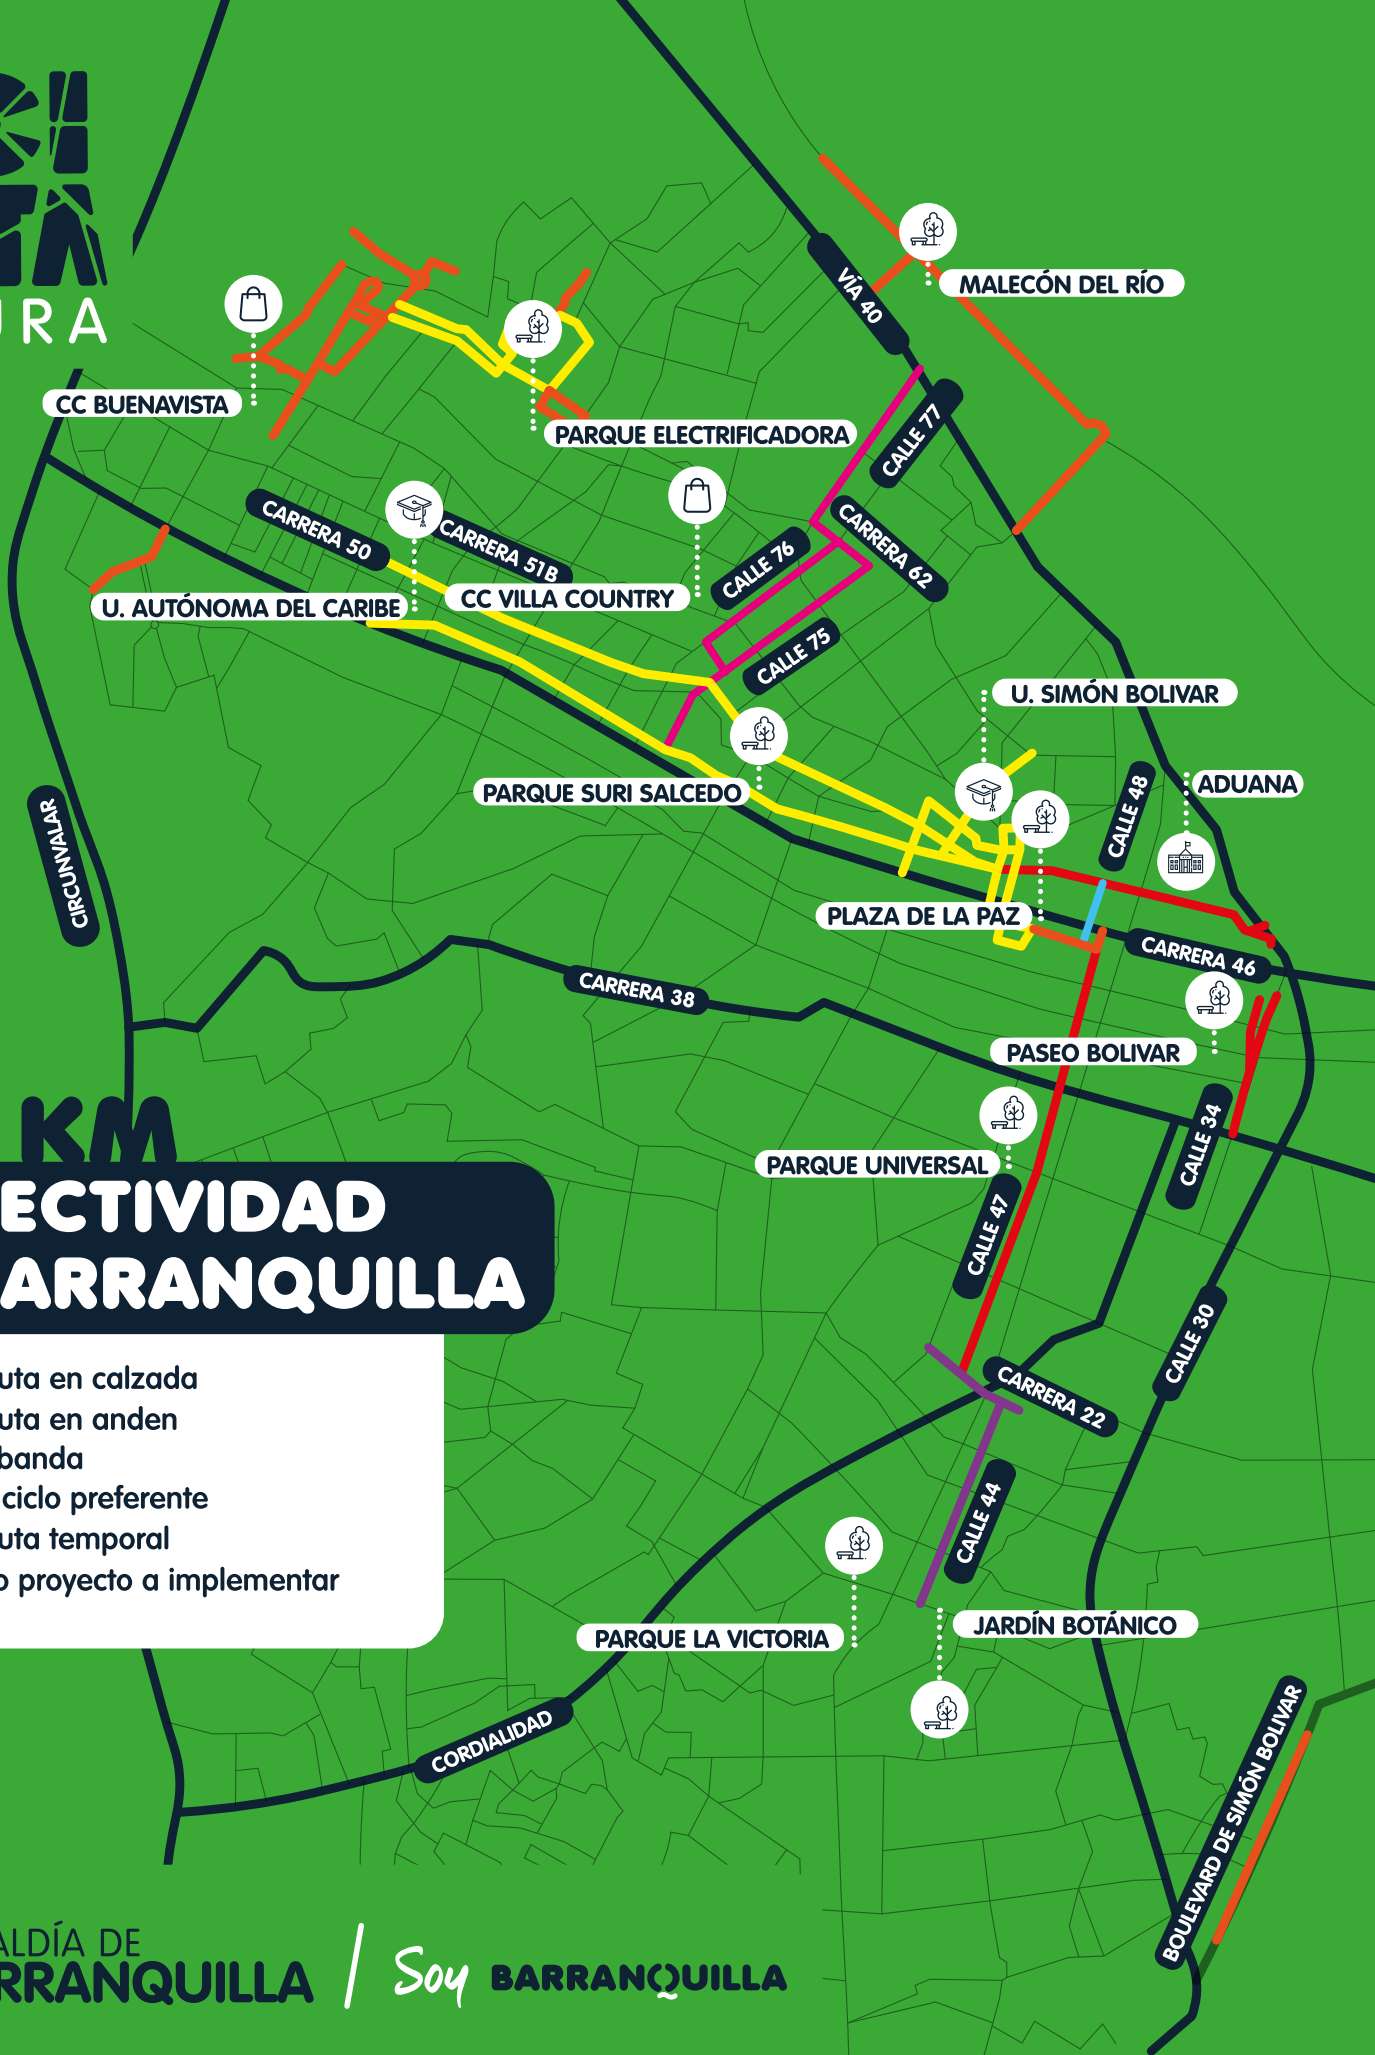 CI
URA
VÍA 40
MALECÓN DEL RÍO
CC BUENAVISTA
PARQUE ELECTRIFICADORA
CALLE 77
CARRERA 50
CARRERA 51B
CALLE 76
CARRERA 62
CC VILLA COUNTRY
U. AUTÓNOMA DEL CARIBE
CALLE 75
U. SIMÓN BOLIVAR
ADUANA
PARQUE SURI SALCEDO
CALLE 48
CIRCUNVALAR
PLAZA DE LA PAZ
CARRERA 46
CARRERA 38
PASEO BOLIVAR
KM
CALLE 34
PARQUE UNIVERSAL
CALLE 47
ECTIVIDAD
ARRANQUILLA
CALLE 30
uta en calzada
CARRERA 22
uta en anden
banda
ciclo preferente
CALLE 44
uta temporal
o proyecto a implementar
JARDÍN BOTÁNICO
PARQUE LA VICTORIA
CORDIALIDAD
BOULEVARD DE SIMÓN BOLIVAR
ALDÍA DE
RRANQUILLA
Soy BARRANQUILLA